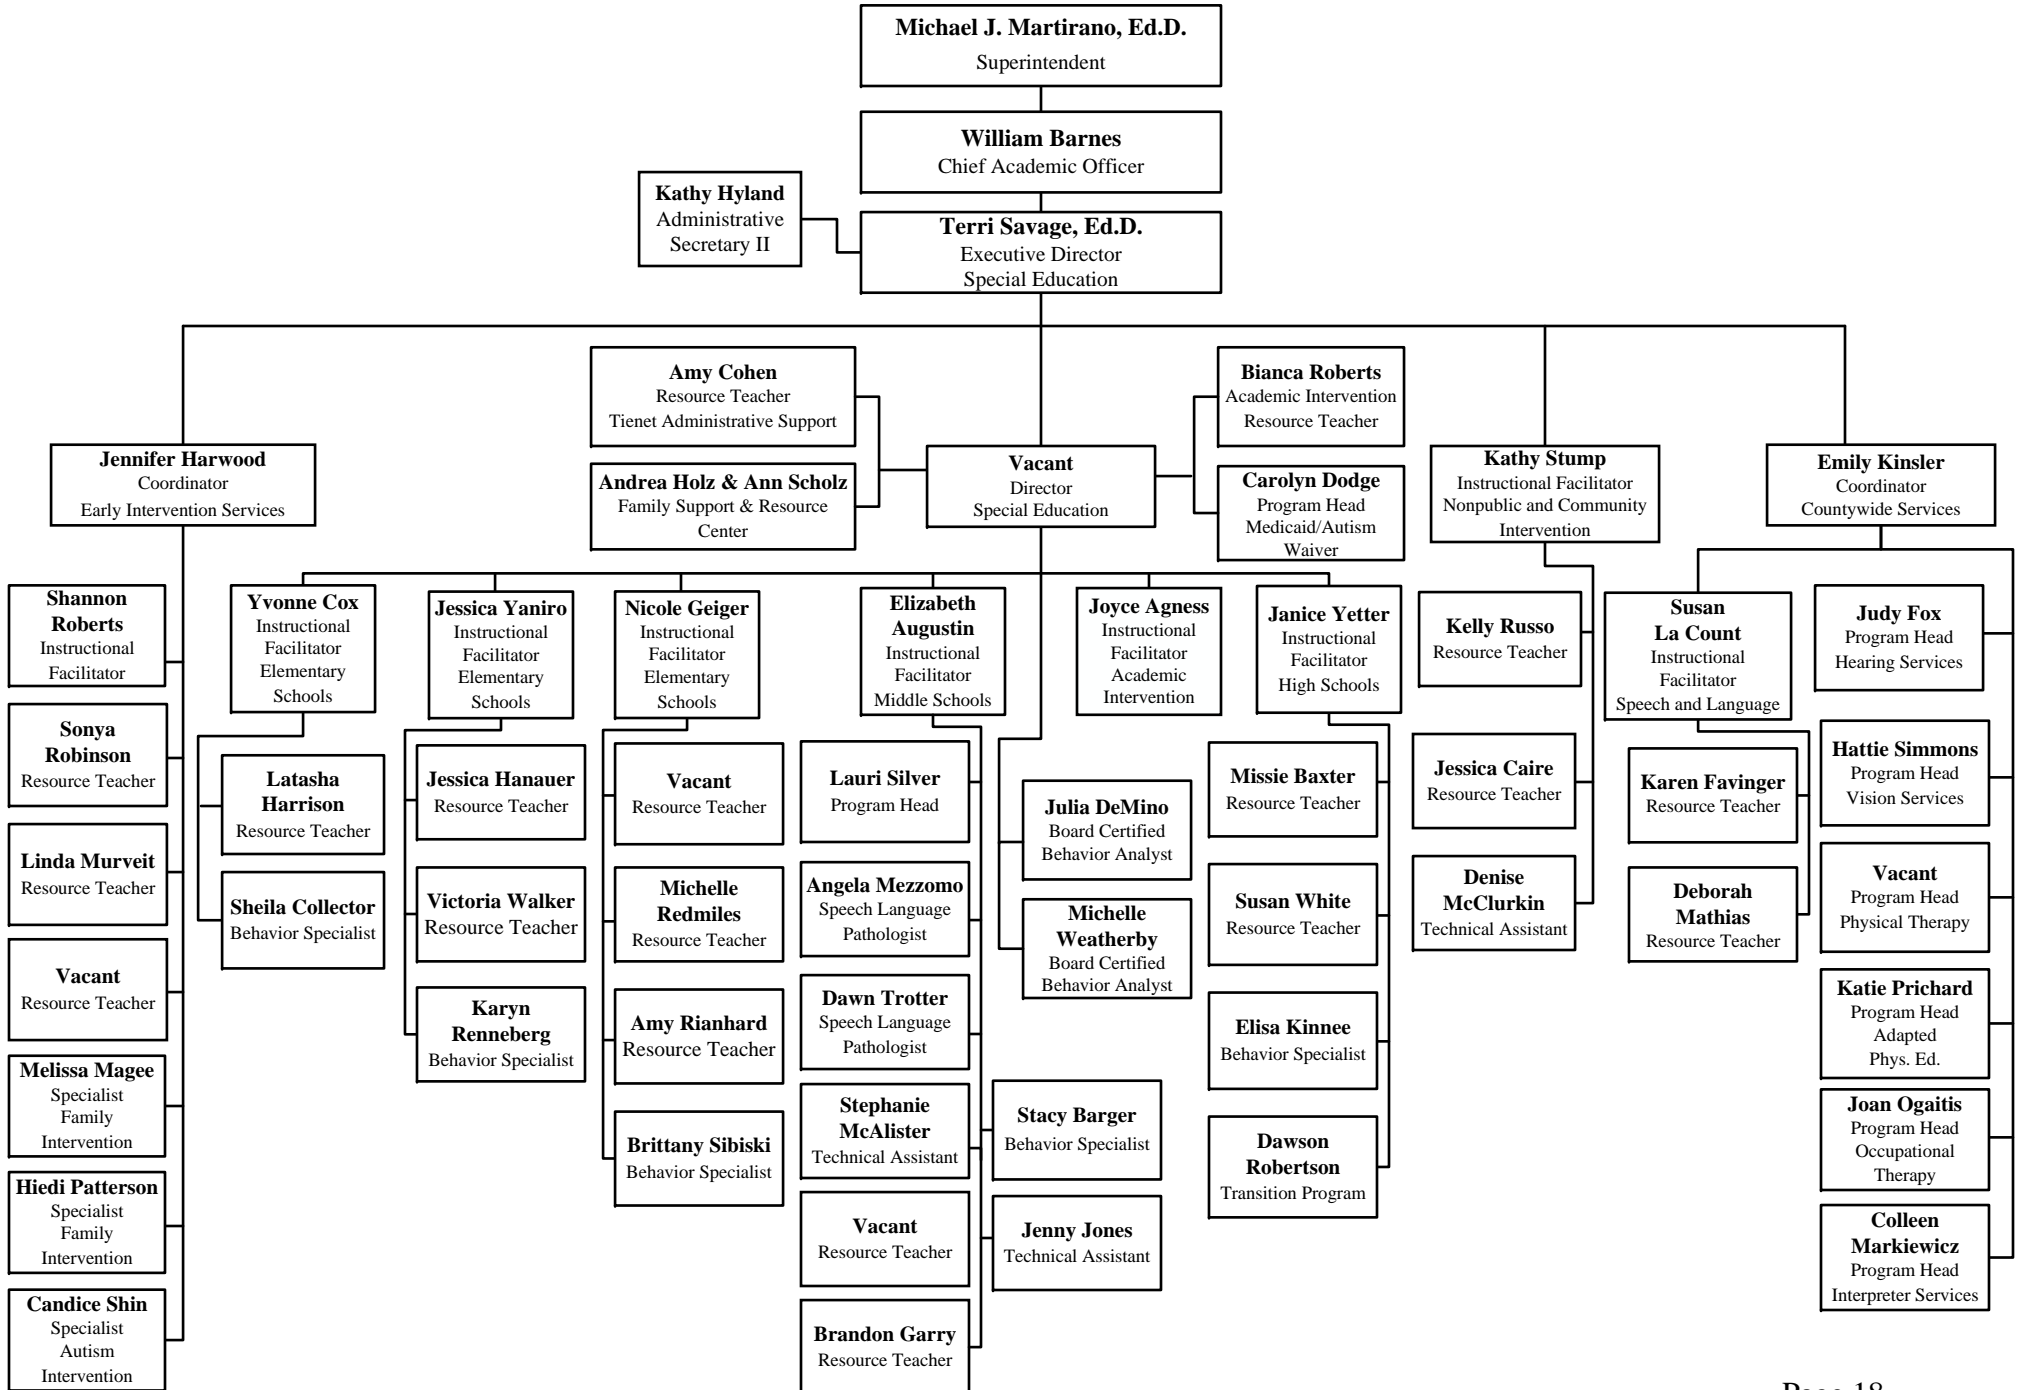 Michael J. Martirano, Ed.D.
Superintendent
William Barnes
Chief Academic Officer
Kathy Hyland
Administrative
Secretary II
Terri Savage, Ed.D.
Executive Director
Special Education
Amy Cohen
Resource Teacher
Tienet Administrative Support
Bianca Roberts
Academic Intervention
Resource Teacher
Jennifer Harwood
Coordinator
Early Intervention Services
Andrea Holz & Ann Scholz
Family Support & Resource
Center
Vacant
Director
Special Education
Carolyn Dodge
Program Head
Medicaid/Autism
Waiver
Kathy Stump
Instructional Facilitator
Nonpublic and Community
Intervention
Emily Kinsler
Coordinator
Countywide Services
Shannon
Roberts
Instructional
Facilitator
Sonya
Robinson
Resource Teacher
Linda Murveit
Resource Teacher
Vacant
Resource Teacher
Melissa Magee
Specialist
Family
Intervention
Hiedi Patterson
Specialist
Family
Intervention
Candice Shin
Specialist
Autism
Intervention
Yvonne Cox
Instructional
Facilitator
Elementary
Schools
Latasha
Harrison
Resource Teacher
Sheila Collector
Behavior Specialist
Jessica Yaniro
Instructional
Facilitator
Elementary
Schools
Jessica Hanauer
Resource Teacher
Victoria Walker
Resource Teacher
Karyn
Renneberg
Behavior Specialist
Nicole Geiger
Instructional
Facilitator
Elementary
Schools
Vacant
Resource Teacher
Michelle
Redmiles
Resource Teacher
Amy Rianhard
Resource Teacher
Brittany Sibiski
Behavior Specialist
Elizabeth
Augustin
Instructional
Facilitator
Middle Schools
Lauri Silver
Program Head
Angela Mezzomo
Speech Language
Pathologist
Dawn Trotter
Speech Language
Pathologist
Stephanie
McAlister
Technical Assistant
Vacant
Resource Teacher
Brandon Garry
Resource Teacher
Stacy Barger
Behavior Specialist
Jenny Jones
Technical Assistant
Joyce Agness
Instructional
Facilitator
Academic
Intervention
Julia DeMino
Board Certified
Behavior Analyst
Michelle
Weatherby
Board Certified
Behavior Analyst
Janice Yetter
Instructional
Facilitator
High Schools
Missie Baxter
Resource Teacher
Susan White
Resource Teacher
Elisa Kinnee
Behavior Specialist
Dawson
Robertson
Transition Program
Kelly Russo
Resource Teacher
Jessica Caire
Resource Teacher
Denise
McClurkin
Technical Assistant
Susan
La Count
Instructional
Facilitator
Speech and Language
Karen Favinger
Resource Teacher
Deborah
Mathias
Resource Teacher
Judy Fox
Program Head
Hearing Services
Hattie Simmons
Program Head
Vision Services
Vacant
Program Head
Physical Therapy
Katie Prichard
Program Head
Adapted
Phys. Ed.
Joan Ogaitis
Program Head
Occupational
Therapy
Colleen
Markiewicz
Program Head
Interpreter Services
Page 18